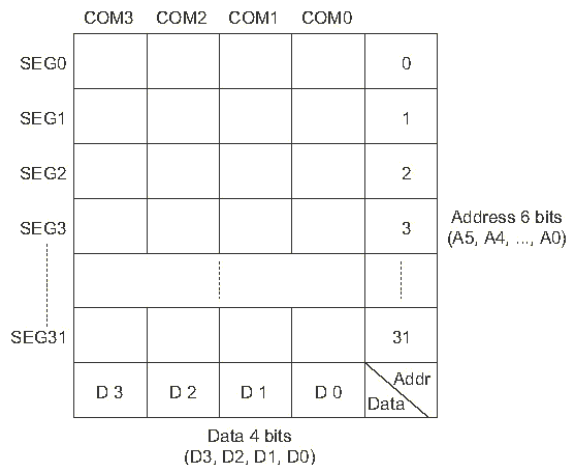 COM3 COM2 COM1 COM0
SEG0 0
SEG1 1
SEG2 2
SEG3 3
Address 6 bits
(A5, A4, ..., A0)
SEG31 31
D 3 D 2 D 1 D 0 Addr
Data
Data 4 bits
(D3, D2, D1, D0)